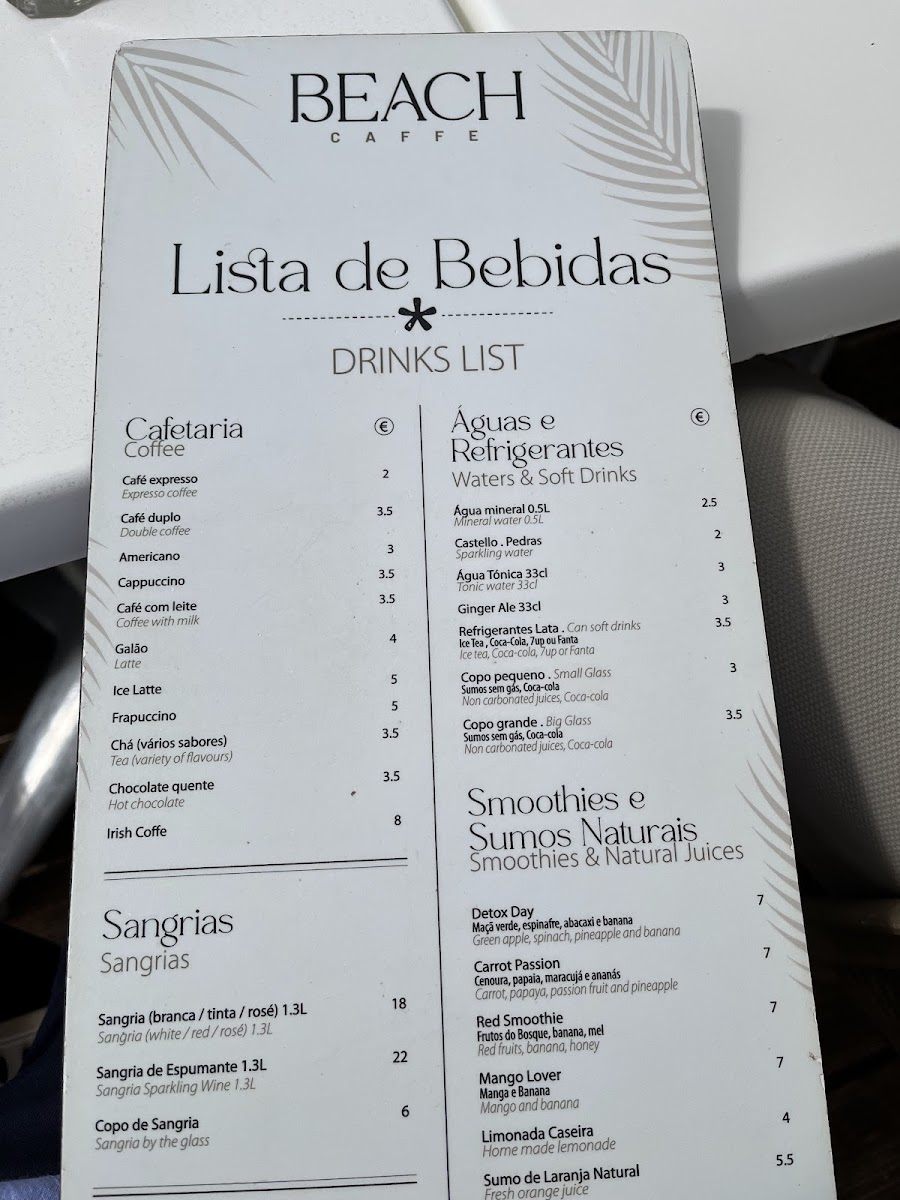 BEACH
CAFFE
Lista de Bebidas
DRINKS LIST
Cafetaria €
Coffee
Café expresso 2
Expresso coffee
Café duplo 3.5
Double coffee
Americano 3
Cappuccino 3.5
Café com leite 3.5
Coffee with milk
Galão 4
Latte
Ice Latte 5
Frapuccino 5
Chá (vários sabores) 3.5
Tea (variety of flavours)
Chocolate quente 3.5
Hot chocolate
Irish Coffe 8
Sangrias
Sangrias
Sangria (branca / tinta / rosé) 1.3L 18
Sangria (white / red / rosé) 1.3L
Sangria de Espumante 1.3L 22
Sangria Sparkling Wine 1.3L
Copo de Sangria 6
Sangria by the glass
Águas e €
Refrigerantes
Waters & Soft Drinks
Água mineral 0.5L 2.5
Mineral water 0.5L
Castello . Pedras 2
Sparkling water
Água Tónica 33cl 3
Tonic water 33cl
Ginger Ale 33cl 3
Refrigerantes Lata . Can soft drinks 3.5
Ice Tea , Coca-Cola, 7up ou Fanta
Ice tea, Coca-cola, 7up or Fanta
Copo pequeno . Small Glass 3
Sumos sem gás, Coca-cola
Non carbonated juices, Coca-cola
Copo grande . Big Glass 3.5
Sumos sem gás, Coca-cola
Non carbonated juices, Coca-cola
Smoothies e
Sumos Naturais
Smoothies & Natural Juices
Detox Day 7
Maçã verde, espinafre, abacaxi e banana
Green apple, spinach, pineapple and banana
Carrot Passion 7
Cenoura, papaia, maracujá e ananás
Carrot, papaya, passion fruit and pineapple
Red Smoothie 7
Frutos do Bosque, banana, mel
Red fruits, banana, honey
Mango Lover 7
Manga e Banana
Mango and banana
Limonada Caseira 4
Home made lemonade
Sumo de Laranja Natural 5.5
Fresh orange juice